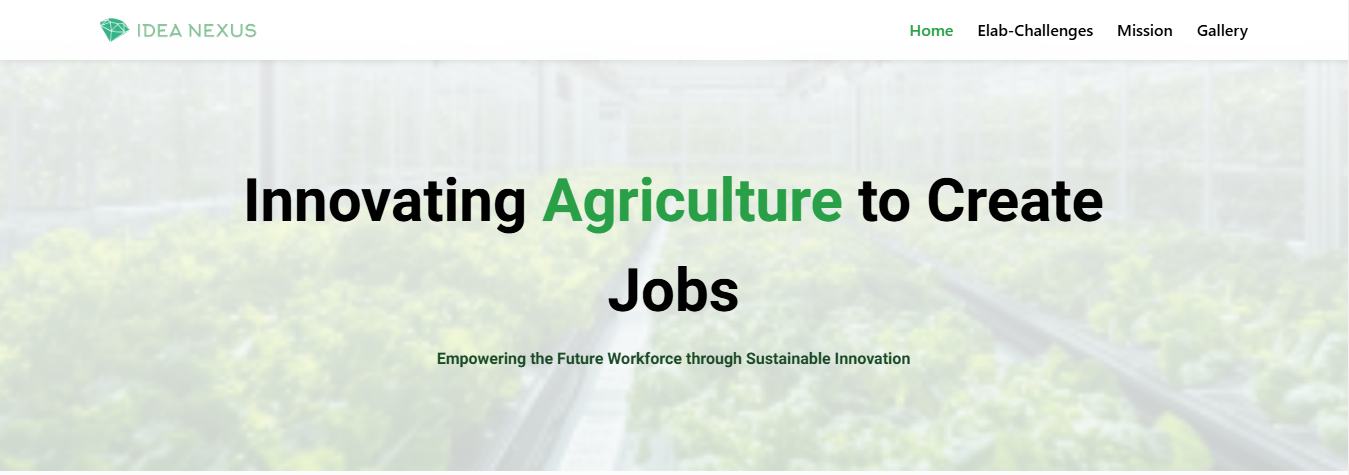 IDEA NEXUS
Home Elab-Challenges Mission Gallery
Innovating Agriculture to Create
Jobs
Empowering the Future Workforce through Sustainable Innovation